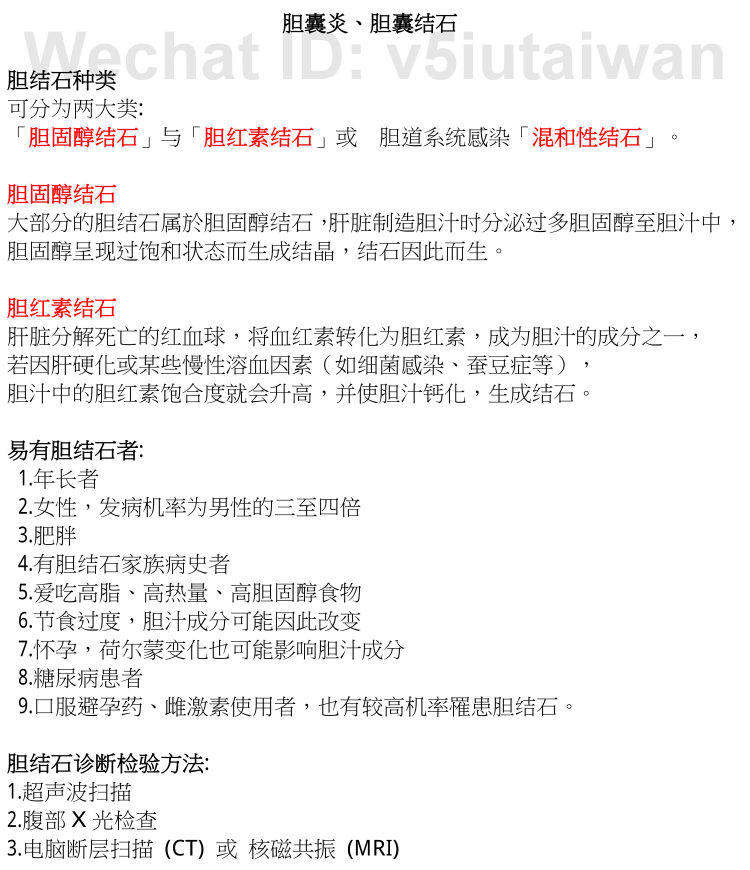 胆囊炎、胆囊结石
Wechat ID: v5iutaiwan
胆结石种类
可分为两大类:
「胆固醇结石」与「胆红素结石」或　胆道系统感染「混和性结石」。
胆固醇结石
大部分的胆结石属於胆固醇结石，肝脏制造胆汁时分泌过多胆固醇至胆汁中，
胆固醇呈现过饱和状态而生成结晶，结石因此而生。
胆红素结石
肝脏分解死亡的红血球，将血红素转化为胆红素，成为胆汁的成分之一，
若因肝硬化或某些慢性溶血因素（如细菌感染、蚕豆症等），
胆汁中的胆红素饱合度就会升高，并使胆汁钙化，生成结石。
易有胆结石者:
1.年长者
2.女性，发病机率为男性的三至四倍
3.肥胖
4.有胆结石家族病史者
5.爱吃高脂、高热量、高胆固醇食物
6.节食过度，胆汁成分可能因此改变
7.怀孕，荷尔蒙变化也可能影响胆汁成分
8.糖尿病患者
9.口服避孕药、雌激素使用者，也有较高机率罹患胆结石。
胆结石诊断检验方法:
1.超声波扫描
2.腹部 X 光检查
3.电脑断层扫描 (CT) 或 核磁共振 (MRI)